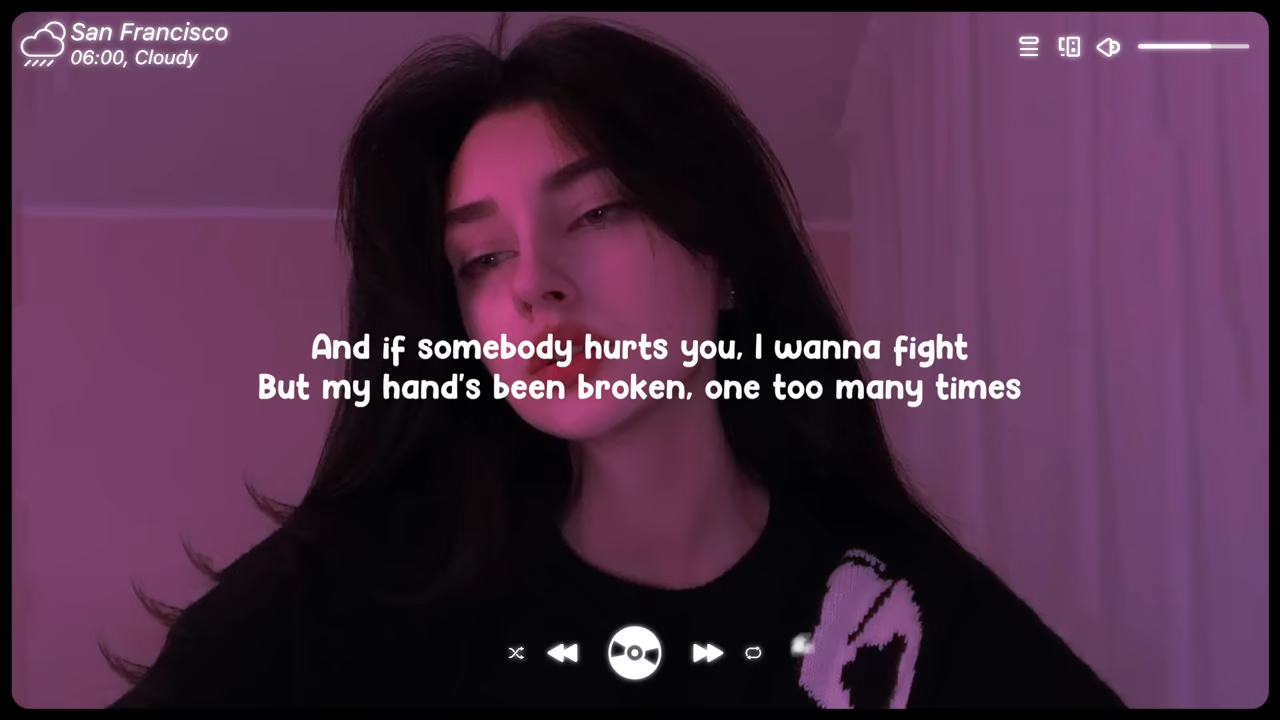 San Francisco
06:00, Cloudy
And if somebody hurts you, I wanna fight
But my hand's been broken, one too many times